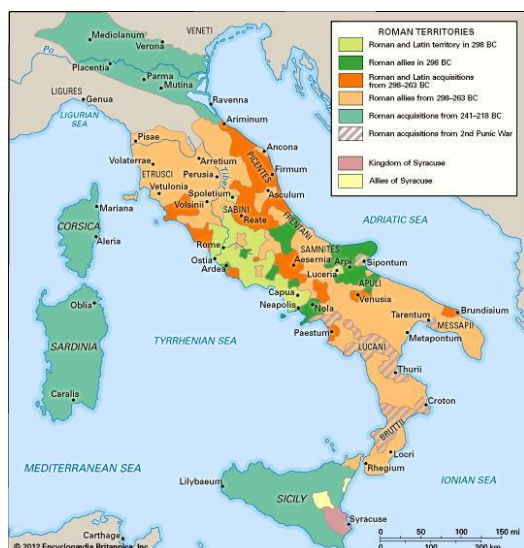 ROMAN TERRITORIES
Roman and Latin territory in 298 BC
Roman allies in 298 BC
Roman and Latin acquisitions
from 298–263 BC
Roman allies from 298–263 BC
Roman acquisitions from 241–218 BC
Roman acquisitions from 2nd Punic War
Kingdom of Syracuse
Allies of Syracuse
VENETI
Mediolanum
Verona
Po
Placentia
Parma
Mutina
LIGURES
Genua
Ravenna
LIGURIAN
SEA
Ariminum
Pisae
Ancona
Volaterrae
Arretium
PICENTES
Firmum
ETRUSCI
Perusia
Tiber
Vetulonia
Spoletium
Asculum
Volsinii
SABINI
Reate
FRENTANI
ADRIATIC SEA
Mariana
CORSICA
Aleria
Rome
SAMNITES
Ostia
Aesernia
Arpi
Sipontum
Ardea
Luceria
APULI
Capua
Venusia
Oblia
Neapolis
Nola
Brundisium
Tarentum
MESSAPII
Paestum
LUCANI
Metapontum
SARDINIA
TYRRHENIAN SEA
Thurii
Caralis
Croton
BRUTTII
Locri
MEDITERRANEAN SEA
Rhegium
IONIAN SEA
Lilybaeum
SICILY
Syracuse
Carthage
© 2012 Encyclopædia Britannica, Inc.
0 50 100 150 mi
0 100 200 km